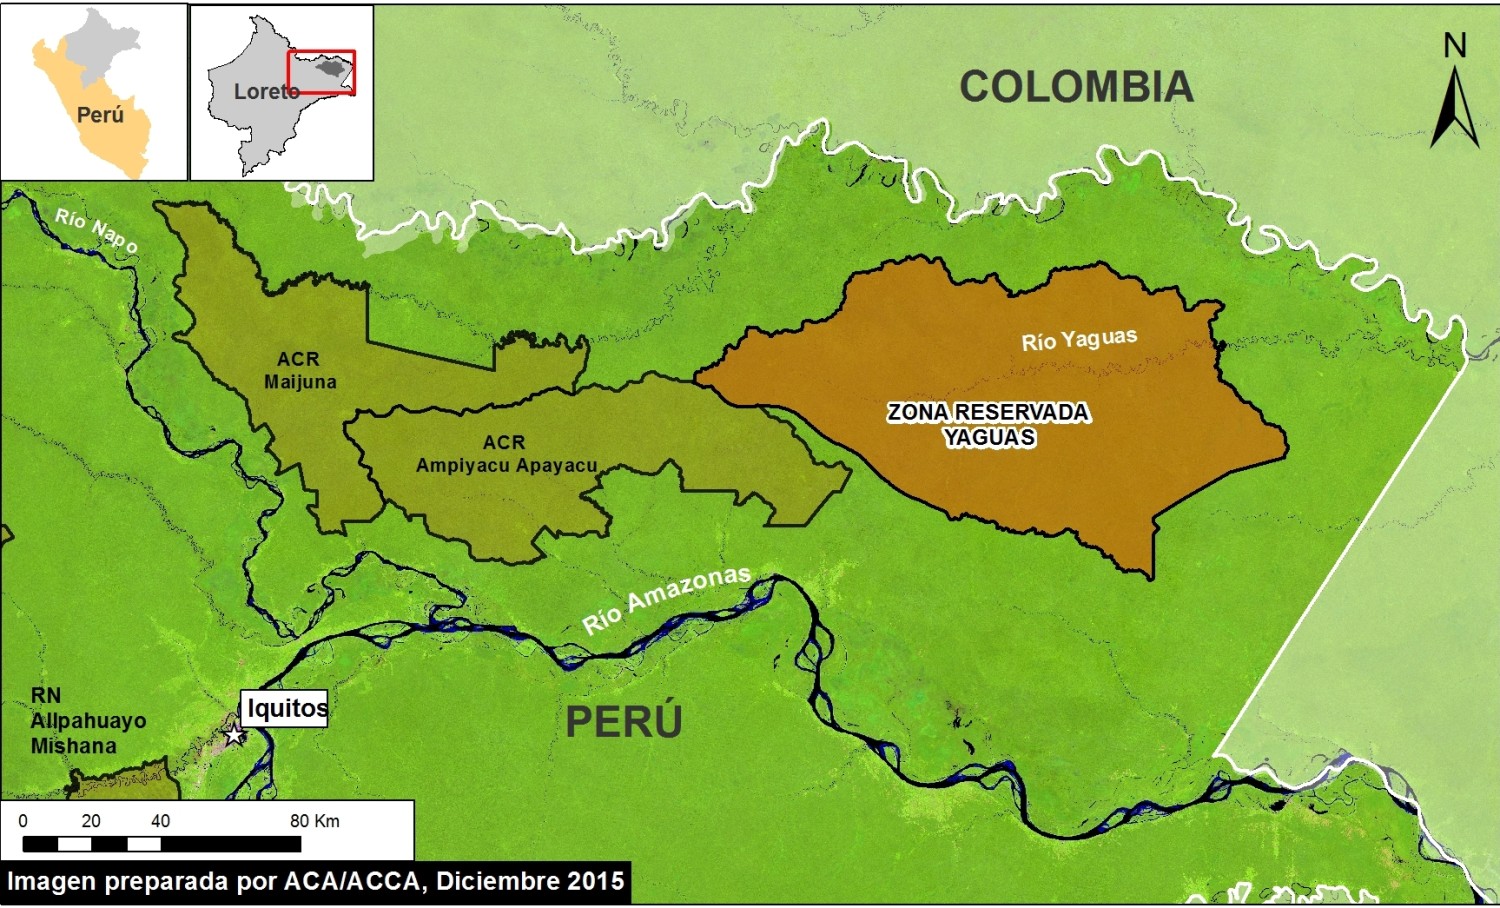 Perú
Loreto
COLOMBIA
N
Río Napo
ACR
Maijuna
Río Yaguas
ZONA RESERVADA
YAGUAS
ACR
Ampiyacu Apayacu
Río Amazonas
RN
Allpahuayo
Mishana
Iquitos
PERÚ
0 20 40 80 Km
Imagen preparada por ACA/ACCA, Diciembre 2015